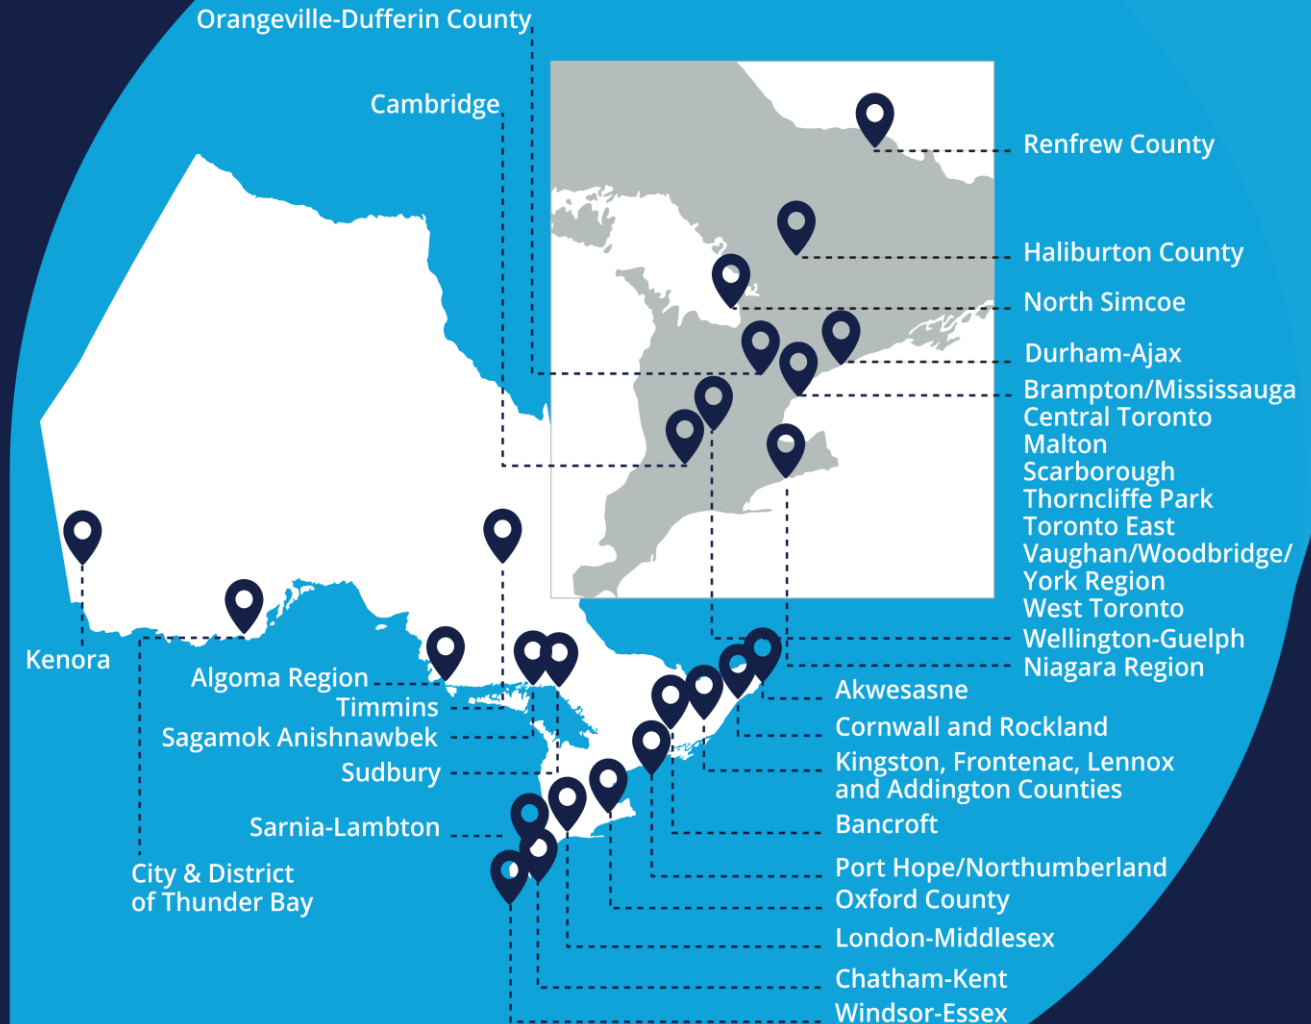 Orangeville-Dufferin County
Cambridge
Renfrew County
Haliburton County
North Simcoe
Durham-Ajax
Brampton/Mississauga
Central Toronto
Malton
Scarborough
Thorncliffe Park
Toronto East
Vaughan/Woodbridge/
York Region
West Toronto
Wellington-Guelph
Niagara Region
Kenora
Algoma Region
Timmins
Sagamok Anishnawbek
Sudbury
Sarnia-Lambton
City & District
of Thunder Bay
Akwesasne
Cornwall and Rockland
Kingston, Frontenac, Lennox
and Addington Counties
Bancroft
Port Hope/Northumberland
Oxford County
London-Middlesex
Chatham-Kent
Windsor-Essex